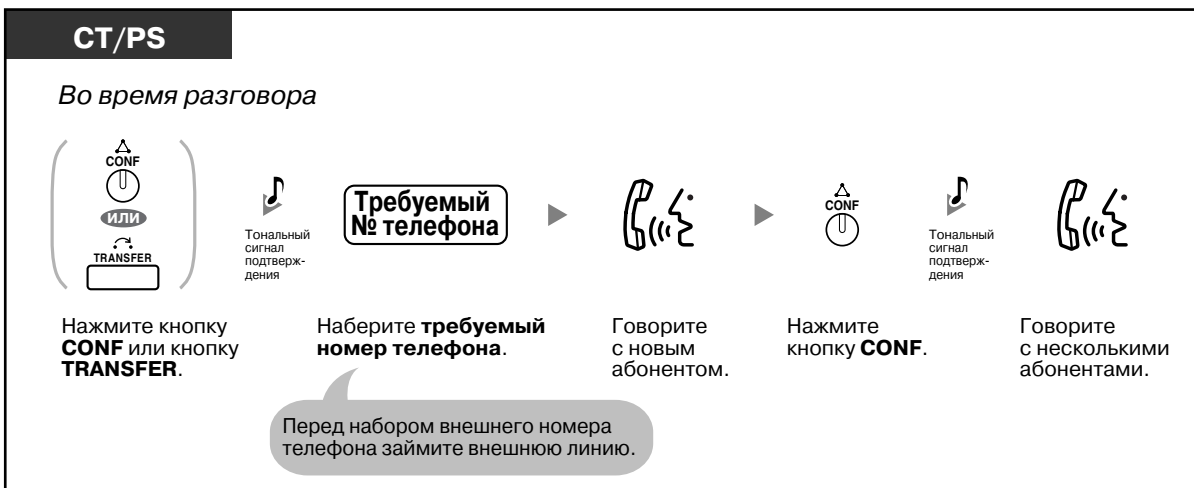 CT/PS
Во время разговора
CONF
ИЛИ
TRANSFER
Тональный
сигнал
подтверж-
дения
Требуемый
№ телефона
CONF
Тональный
сигнал
подтверж-
дения
Нажмите кнопку
CONF или кнопку
TRANSFER.
Наберите требуемый
номер телефона.
Говорите
с новым
абонентом.
Нажмите
кнопку CONF.
Говорите
с несколькими
абонентами.
Перед набором внешнего номера
телефона займите внешнюю линию.